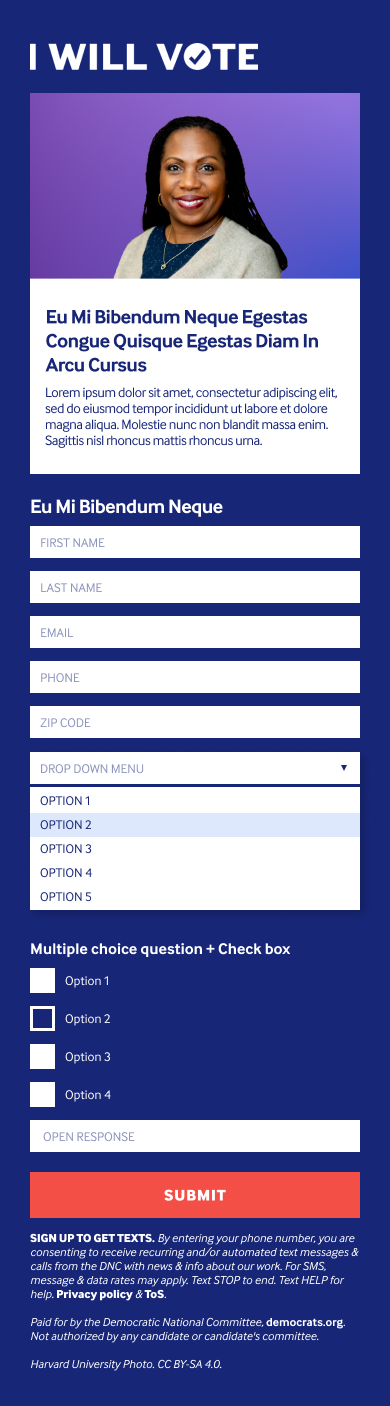 I WILL VOTE
Eu Mi Bibendum Neque Egestas
Congue Quisque Egestas Diam In
Arcu Cursus
Lorem ipsum dolor sit amet, consectetur adipiscing elit,
sed do eiusmod tempor incididunt ut labore et dolore
magna aliqua. Molestie nunc non blandit massa enim.
Sagittis nisl rhoncus mattis rhoncus urna.
Eu Mi Bibendum Neque
FIRST NAME
LAST NAME
EMAIL
PHONE
ZIP CODE
DROP DOWN MENU
OPTION 1
OPTION 2
OPTION 3
OPTION 4
OPTION 5
Multiple choice question + Check box
Option 1
Option 2
Option 3
Option 4
OPEN RESPONSE
SUBMIT
SIGN UP TO GET TEXTS. By entering your phone number, you are
consenting to receive recurring and/or automated text messages &
calls from the DNC with news & info about our work. For SMS,
message & data rates may apply. Text STOP to end. Text HELP for
help. Privacy policy & ToS.
Paid for by the Democratic National Committee, democrats.org.
Not authorized by any candidate or candidate's committee.
Harvard University Photo. CC BY-SA 4.0.